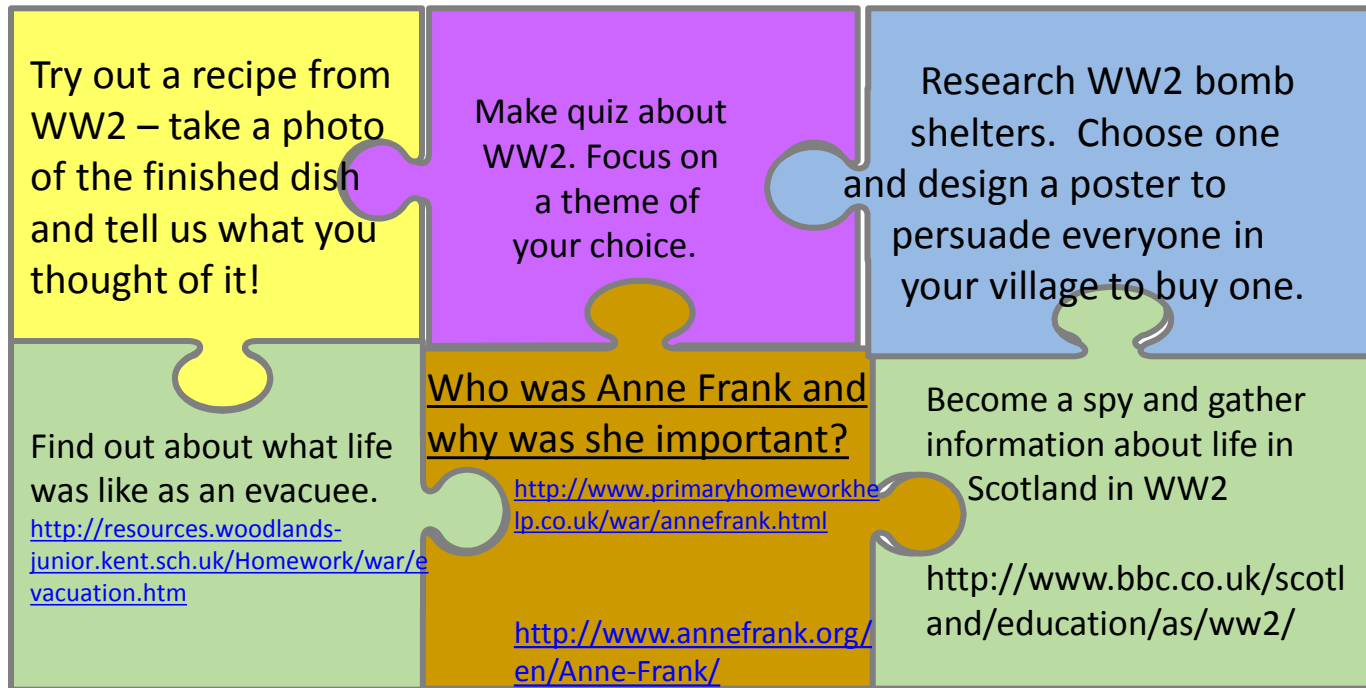 Try out a recipe from
WW2 – take a photo
of the finished dish
and tell us what you
thought of it!
Make quiz about
WW2. Focus on
a theme of
your choice.
Research WW2 bomb
shelters.  Choose one
and design a poster to
persuade everyone in
your village to buy one.
Find out about what life
was like as an evacuee.
http://resources.woodlands-
junior.kent.sch.uk/Homework/war/e
vacuation.htm
Who was Anne Frank and
why was she important?
http://www.primaryhomeworkhe
lp.co.uk/war/annefrank.html
http://www.annefrank.org/
en/Anne-Frank/
Become a spy and gather
information about life in
Scotland in WW2
http://www.bbc.co.uk/scotl
and/education/as/ww2/